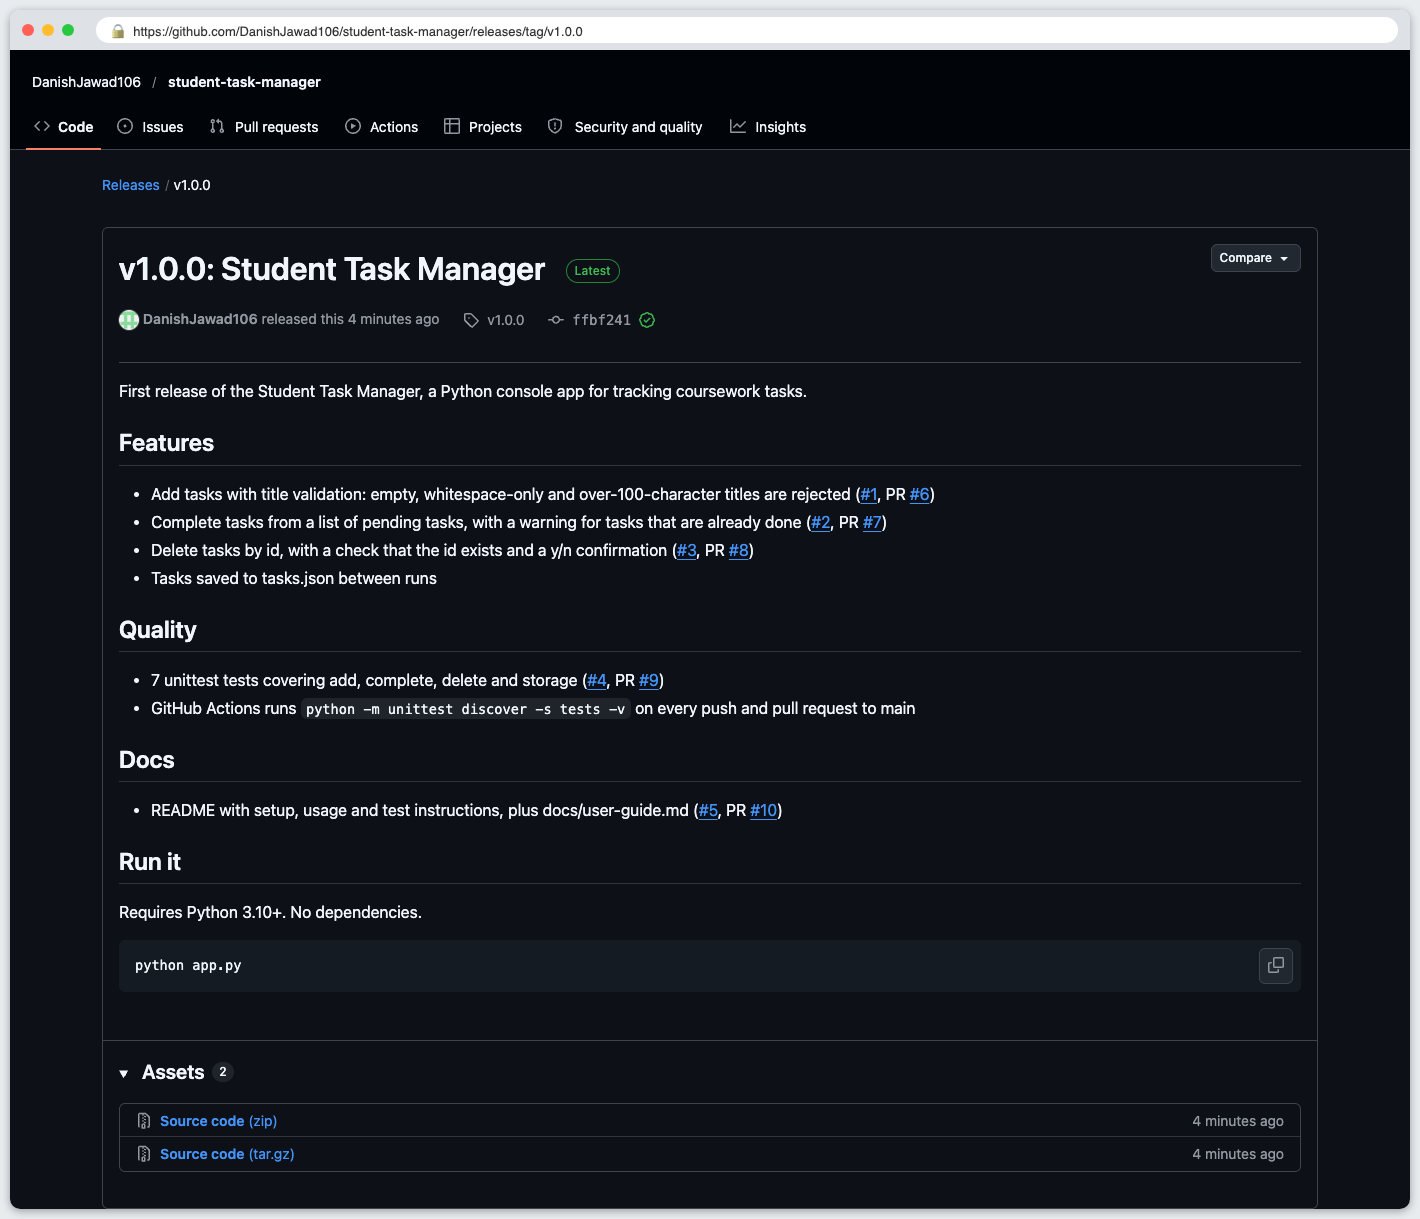 https://github.com/DanishJawad106/student-task-manager/releases/tag/v1.0.0
DanishJawad106 / student-task-manager
Code Issues Pull requests Actions Projects Security and quality Insights
Releases / v1.0.0
v1.0.0: Student Task Manager Latest
Compare
DanishJawad106 released this 4 minutes ago v1.0.0 ffbf241
First release of the Student Task Manager, a Python console app for tracking coursework tasks.
Features
• Add tasks with title validation: empty, whitespace-only and over-100-character titles are rejected (#1, PR #6)
• Complete tasks from a list of pending tasks, with a warning for tasks that are already done (#2, PR #7)
• Delete tasks by id, with a check that the id exists and a y/n confirmation (#3, PR #8)
• Tasks saved to tasks.json between runs
Quality
• 7 unittest tests covering add, complete, delete and storage (#4, PR #9)
• GitHub Actions runs python -m unittest discover -s tests -v on every push and pull request to main
Docs
• README with setup, usage and test instructions, plus docs/user-guide.md (#5, PR #10)
Run it
Requires Python 3.10+. No dependencies.
python app.py
Assets 2
Source code (zip) 4 minutes ago
Source code (tar.gz) 4 minutes ago